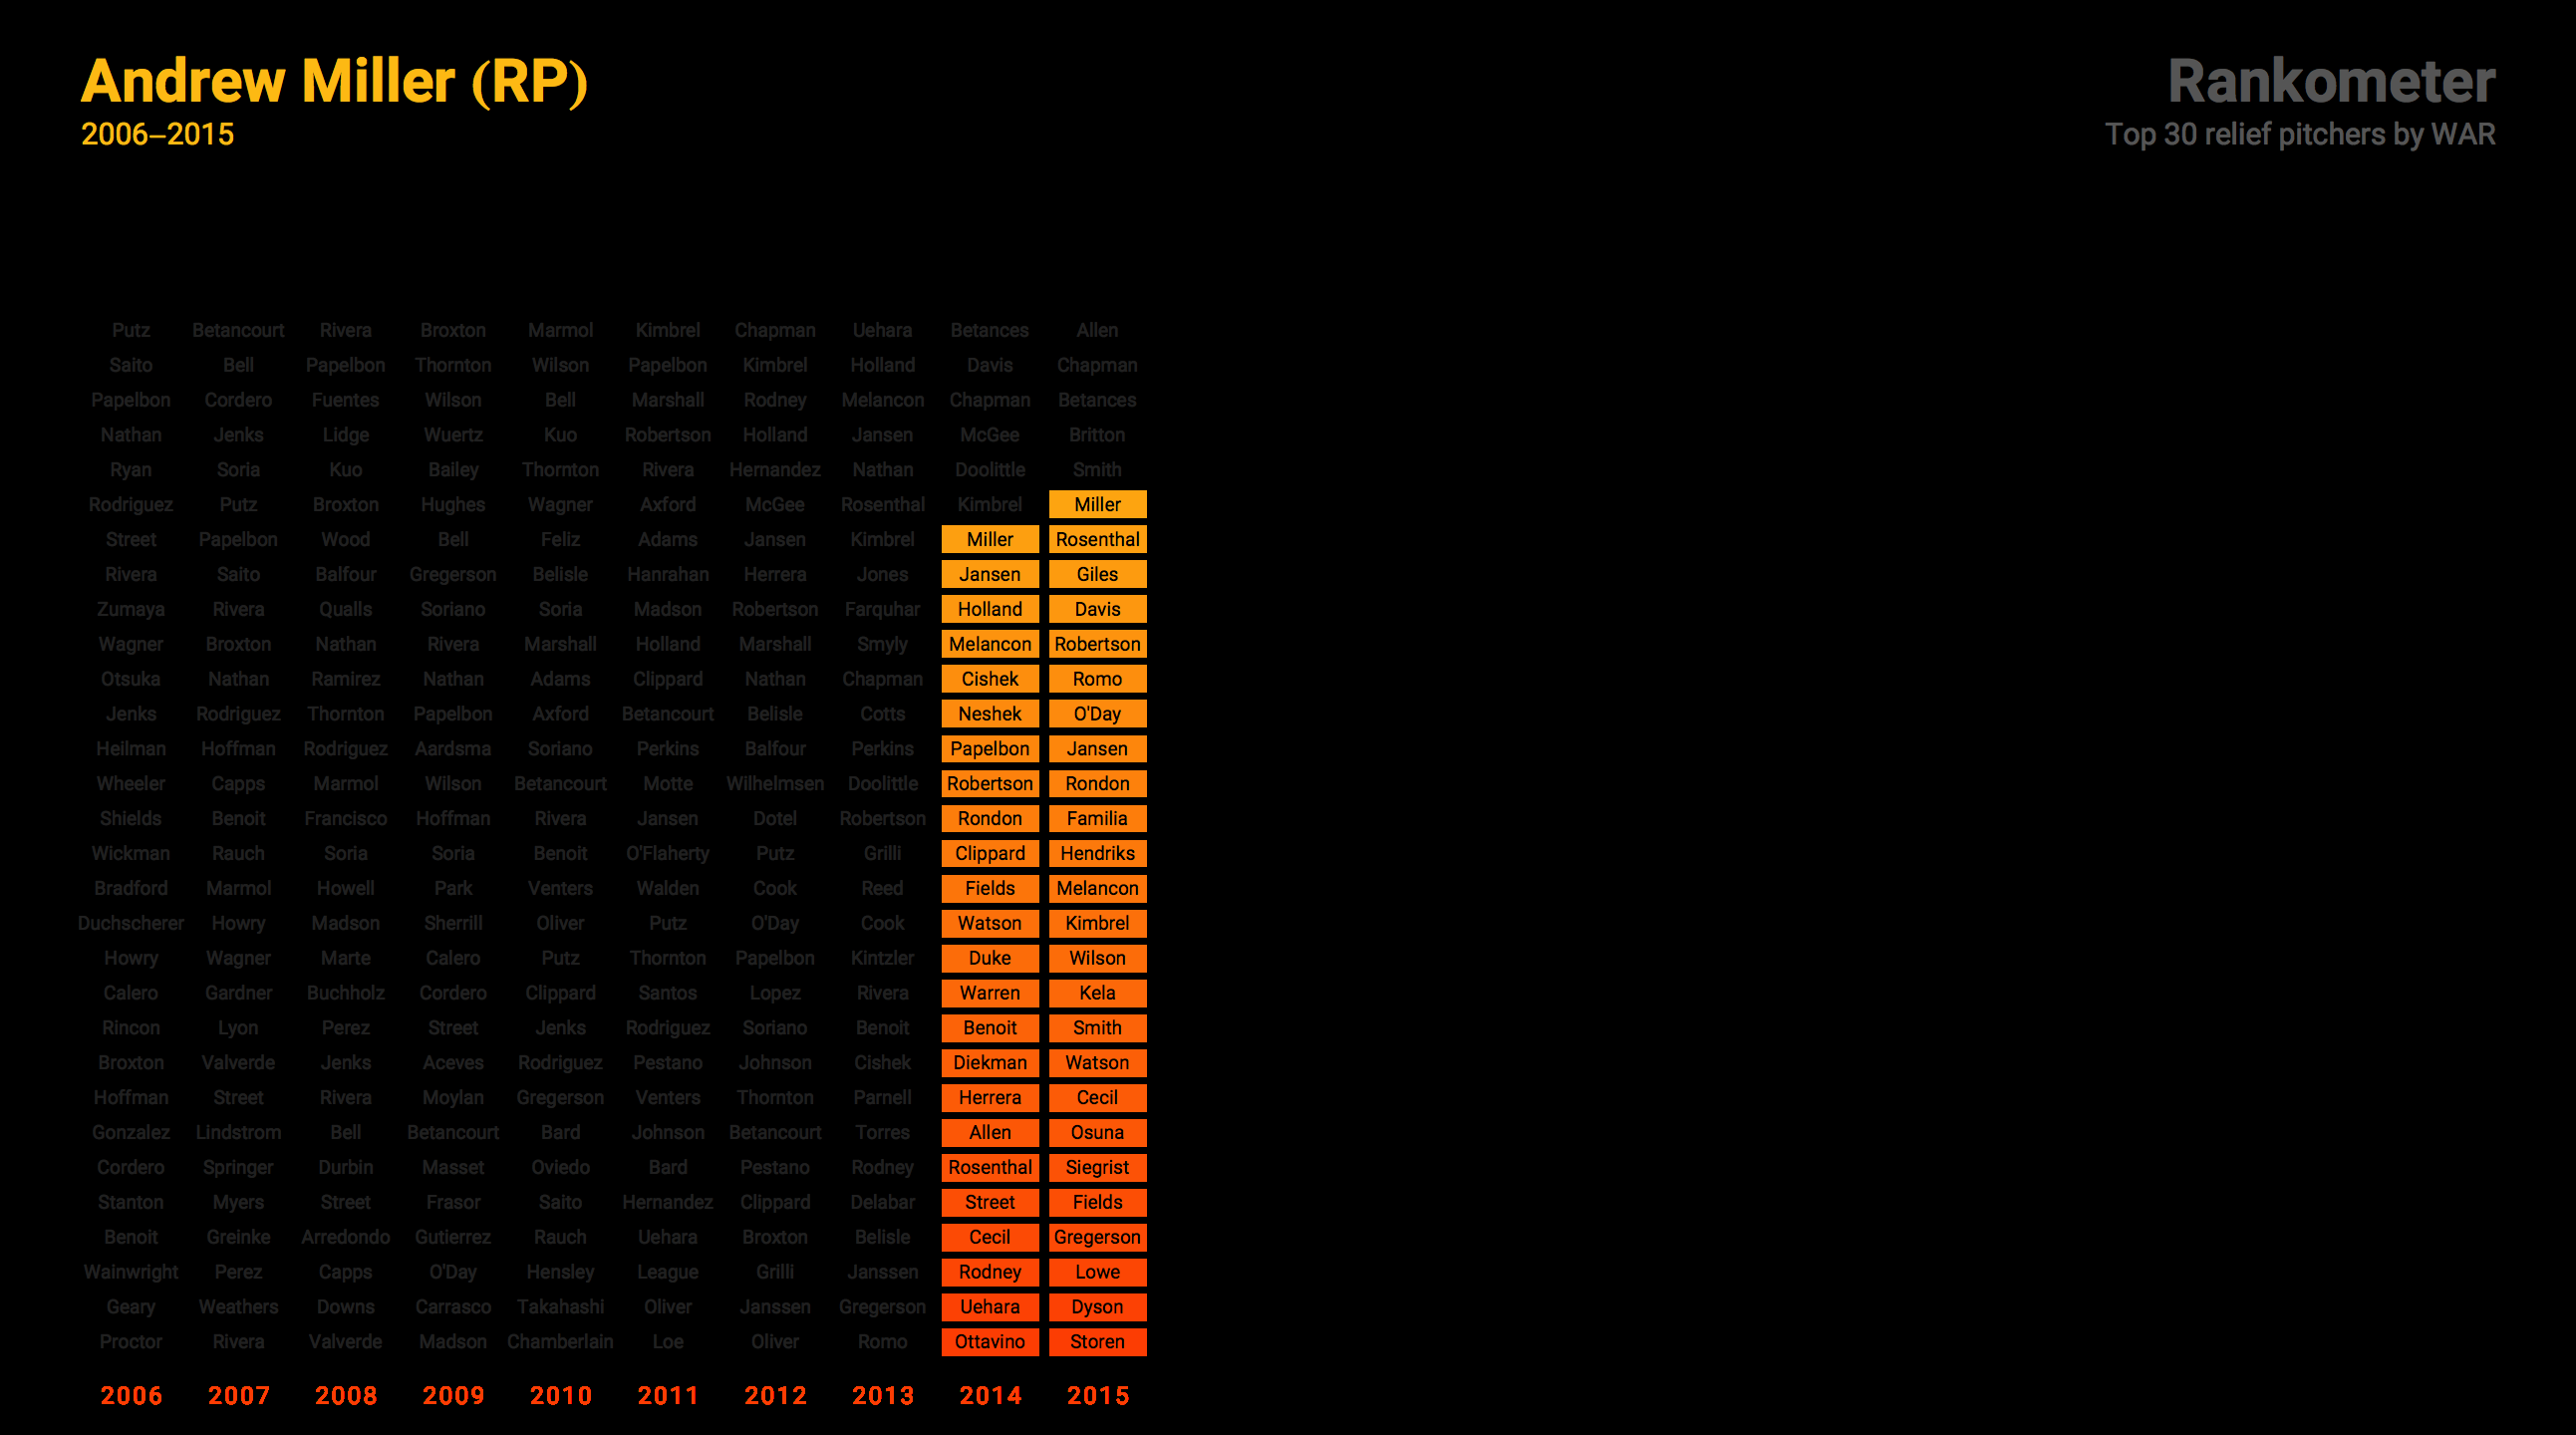 Andrew Miller (RP)
2006–2015
Rankometer
Top 30 relief pitchers by WAR
Putz Betancourt Rivera Broxton Marmol Kimbrel Chapman Uehara Betances Allen
Saito Bell Papelbon Thornton Wilson Papelbon Kimbrel Holland Davis Chapman
Papelbon Cordero Fuentes Wilson Bell Marshall Rodney Melancon Chapman Betances
Nathan Jenks Lidge Wuertz Kuo Robertson Holland Jansen McGee Britton
Ryan Soria Kuo Bailey Thornton Rivera Hernandez Nathan Doolittle Smith
Rodriguez Putz Broxton Hughes Wagner Axford McGee Rosenthal Kimbrel Miller
Street Papelbon Wood Bell Feliz Adams Jansen Kimbrel Miller Rosenthal
Rivera Saito Balfour Gregerson Belisle Hanrahan Herrera Jones Jansen Giles
Zumaya Rivera Qualls Soriano Soria Madson Robertson Farquhar Holland Davis
Wagner Broxton Nathan Rivera Marshall Holland Marshall Smyly Melancon Robertson
Otsuka Nathan Ramirez Nathan Adams Clippard Nathan Chapman Cishek Romo
Jenks Rodriguez Thornton Papelbon Axford Betancourt Belisle Cotts Neshek O'Day
Heilman Hoffman Rodriguez Aardsma Soriano Perkins Balfour Perkins Papelbon Jansen
Wheeler Capps Marmol Wilson Betancourt Motte Wilhelmsen Doolittle Robertson Rondon
Shields Benoit Francisco Hoffman Rivera Jansen Dotel Robertson Rondon Familia
Wickman Rauch Soria Soria Benoit O'Flaherty Putz Grilli Clippard Hendriks
Bradford Marmol Howell Park Venters Walden Cook Reed Fields Melancon
Duchscherer Howry Madson Sherrill Oliver Putz O'Day Cook Watson Kimbrel
Howry Wagner Marte Calero Putz Thornton Papelbon Kintzler Duke Wilson
Calero Gardner Buchholz Cordero Clippard Santos Lopez Rivera Warren Kela
Rincon Lyon Perez Street Jenks Rodriguez Soriano Benoit Benoit Smith
Broxton Valverde Jenks Aceves Rodriguez Pestano Johnson Cishek Diekman Watson
Hoffman Street Rivera Moylan Gregerson Venters Thornton Parnell Herrera Cecil
Gonzalez Lindstrom Bell Betancourt Bard Johnson Betancourt Torres Allen Osuna
Cordero Springer Durbin Masset Oviedo Bard Pestano Rodney Rosenthal Siegrist
Stanton Myers Street Frasor Saito Hernandez Clippard Delabar Street Fields
Benoit Greinke Arredondo Gutierrez Rauch Uehara Broxton Belisle Cecil Gregerson
Wainwright Perez Capps O'Day Hensley League Grilli Janssen Rodney Lowe
Geary Weathers Downs Carrasco Takahashi Oliver Janssen Gregerson Uehara Dyson
Proctor Rivera Valverde Madson Chamberlain Loe Oliver Romo Ottavino Storen
2006 2007 2008 2009 2010 2011 2012 2013 2014 2015